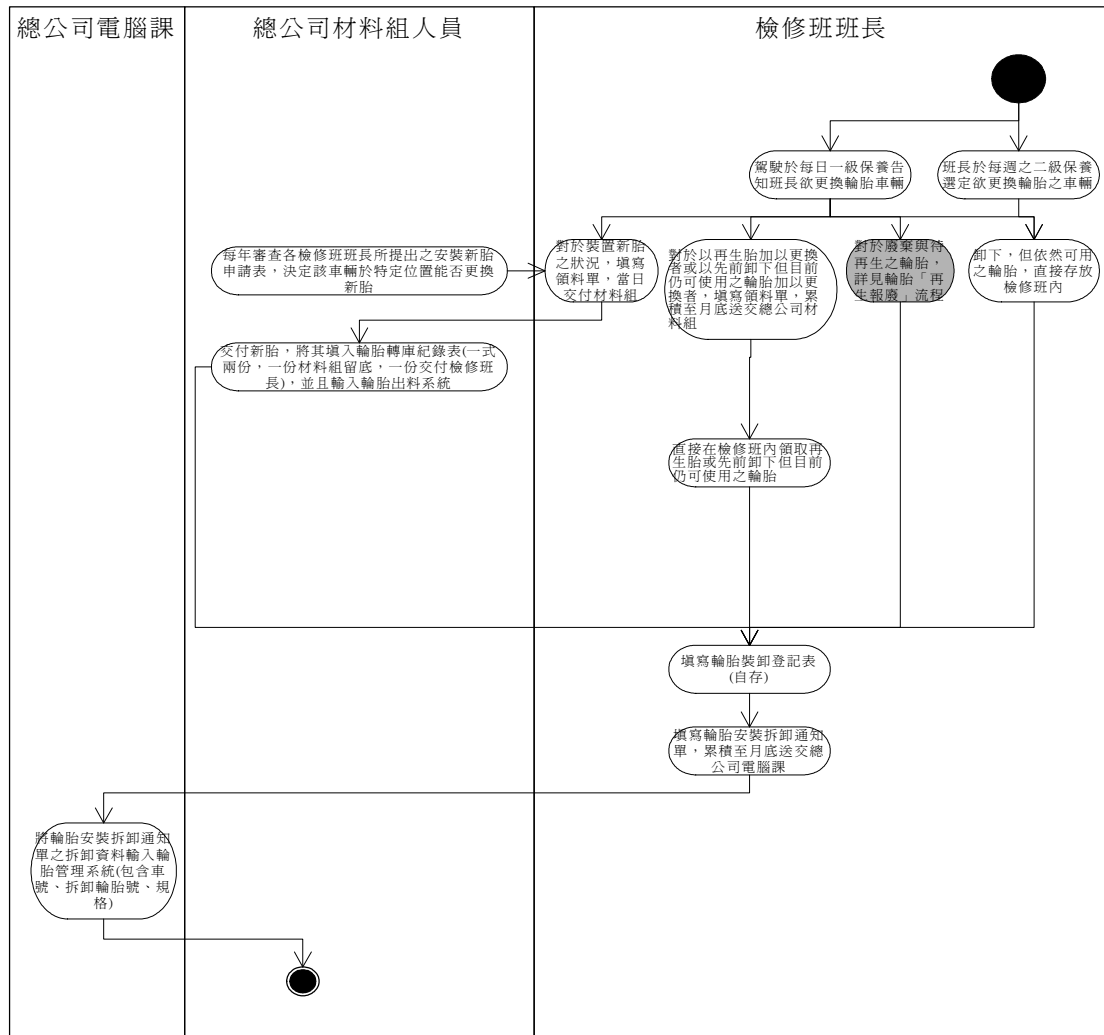 總公司電腦課
總公司材料組人員
檢修班班長
駕駛於每日一級保養告
知班長欲更換輪胎車輛
班長於每週之二級保養
選定欲更換輪胎之車輛
每年審查各檢修班班長所提出之安裝新胎
申請表，決定該車輛於特定位置能否更換
新胎
對於裝置新胎
之狀況，填寫
領料單，當日
交付材料組
對於以再生胎加以更換
者或以先前卸下但目前
仍可使用之輪胎加以更
換者，填寫領料單，累
積至月底送交總公司材
料組
對於廢棄與待
再生之輪胎，
詳見輪胎「再
生報廢」流程
卸下，但依然可用
之輪胎，直接存放
檢修班內
交付新胎，將其填入輪胎轉庫紀錄表(一式
兩份，一份材料組留底，一份交付檢修班
長)，並且輸入輪胎出料系統
直接在檢修班內領取再
生胎或先前卸下但目前
仍可使用之輪胎
填寫輪胎裝卸登記表
(自存)
填寫輪胎安裝拆卸通知
單，累積至月底送交總
公司電腦課
將輪胎安裝拆卸通知
單之拆卸資料輸入輪
胎管理系統(包含車
號、拆卸輪胎號、規
格)